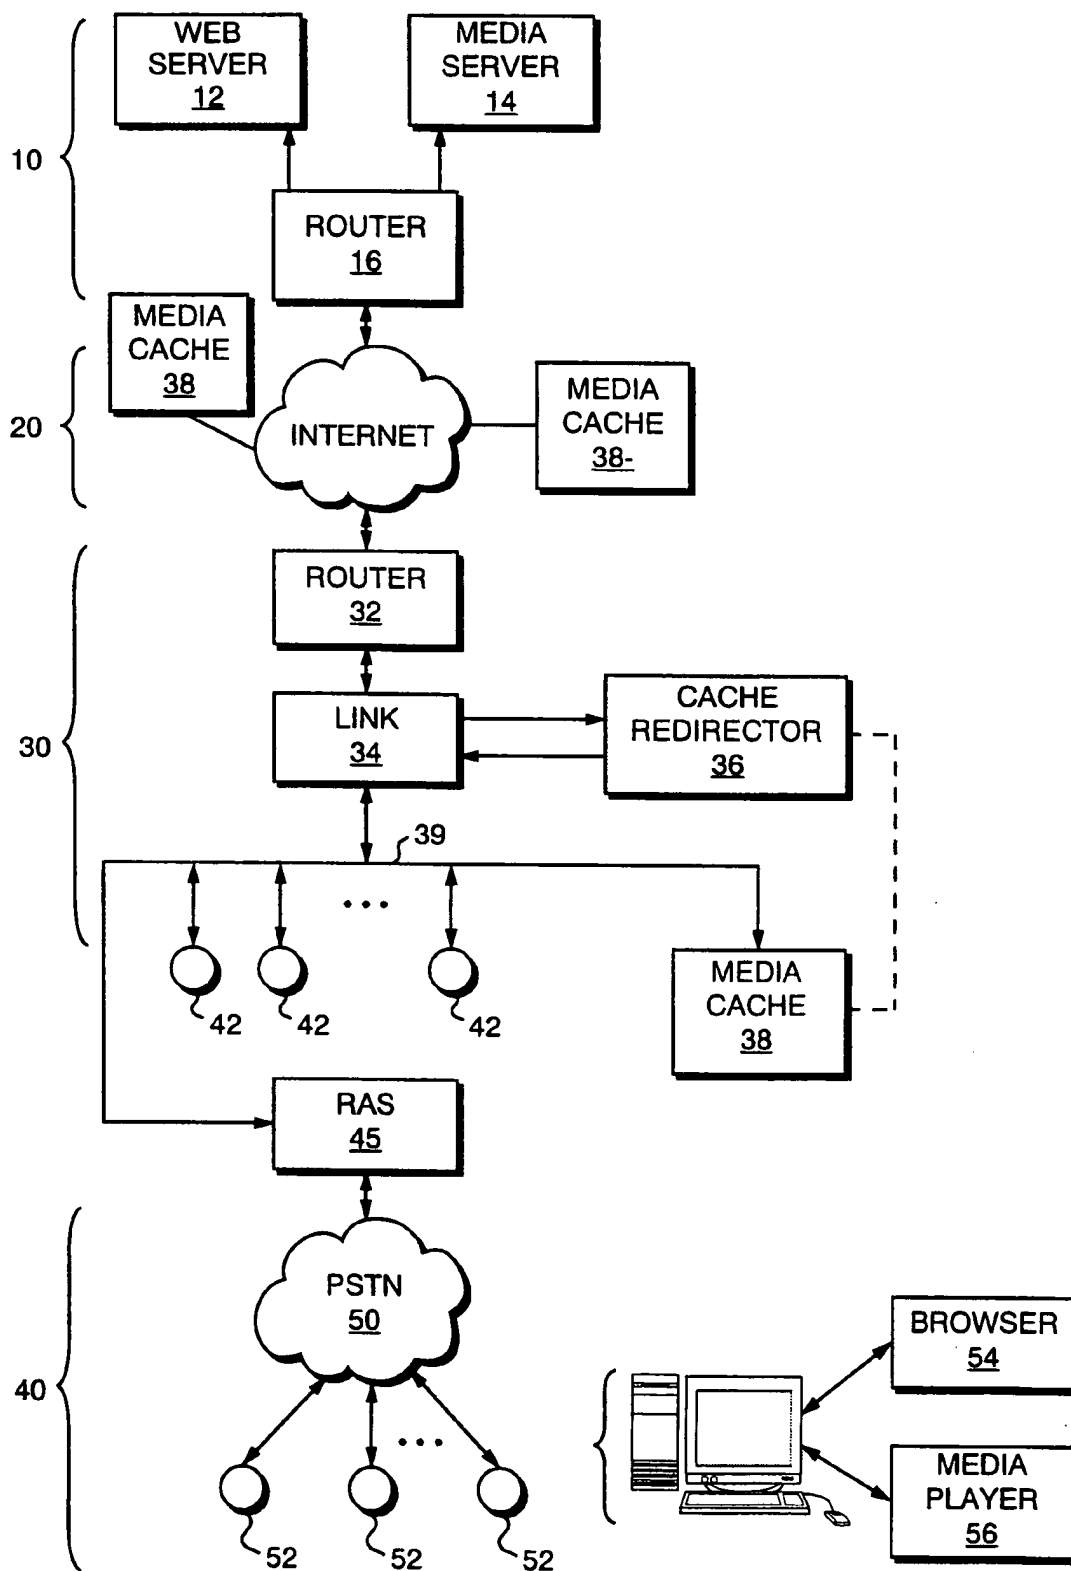 WEB
SERVER
12
MEDIA
SERVER
14
10
ROUTER
16
MEDIA
CACHE
38
20
INTERNET
MEDIA
CACHE
38-
ROUTER
32
30
LINK
34
CACHE
REDIRECTOR
36
39
...
42
42
42
MEDIA
CACHE
38
RAS
45
40
PSTN
50
...
52
52
52
BROWSER
54
MEDIA
PLAYER
56